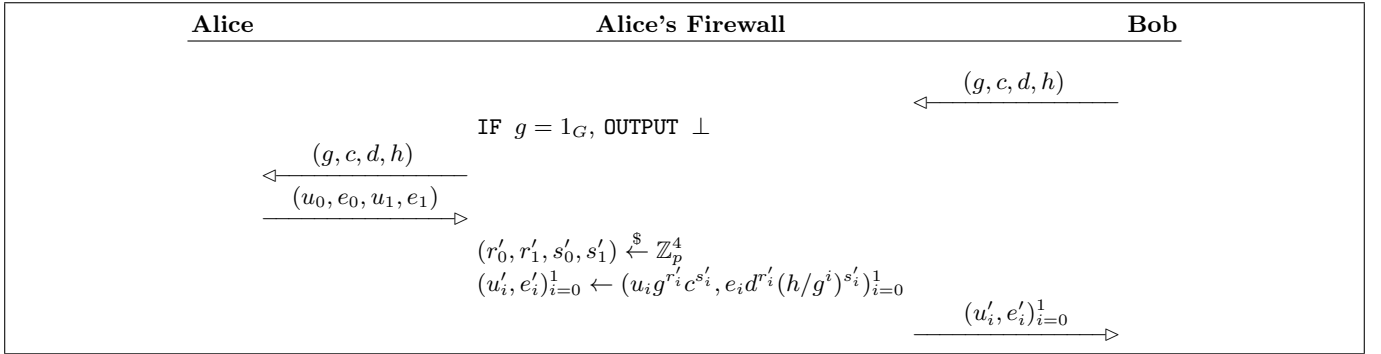 Alice Alice's Firewall Bob
(g, c, d, h)
IF g = 1_G, OUTPUT ⊥
(g, c, d, h)
(u_0, e_0, u_1, e_1)
(r'_0, r'_1, s'_0, s'_1) ←$ ℤ_p^4
(u'_i, e'_i)_{i=0}^1 ← (u_i g^{r'_i} c^{s'_i}, e_i d^{r'_i} (h/g^i)^{s'_i})_{i=0}^1
(u'_i, e'_i)_{i=0}^1